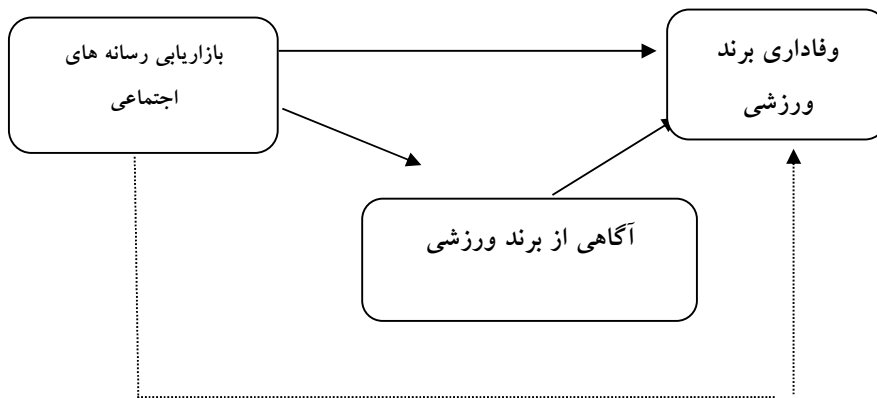 بازاریابی رسانه های
اجتماعی
وفاداری برند
ورزشی
آگاهی از برند ورزشی